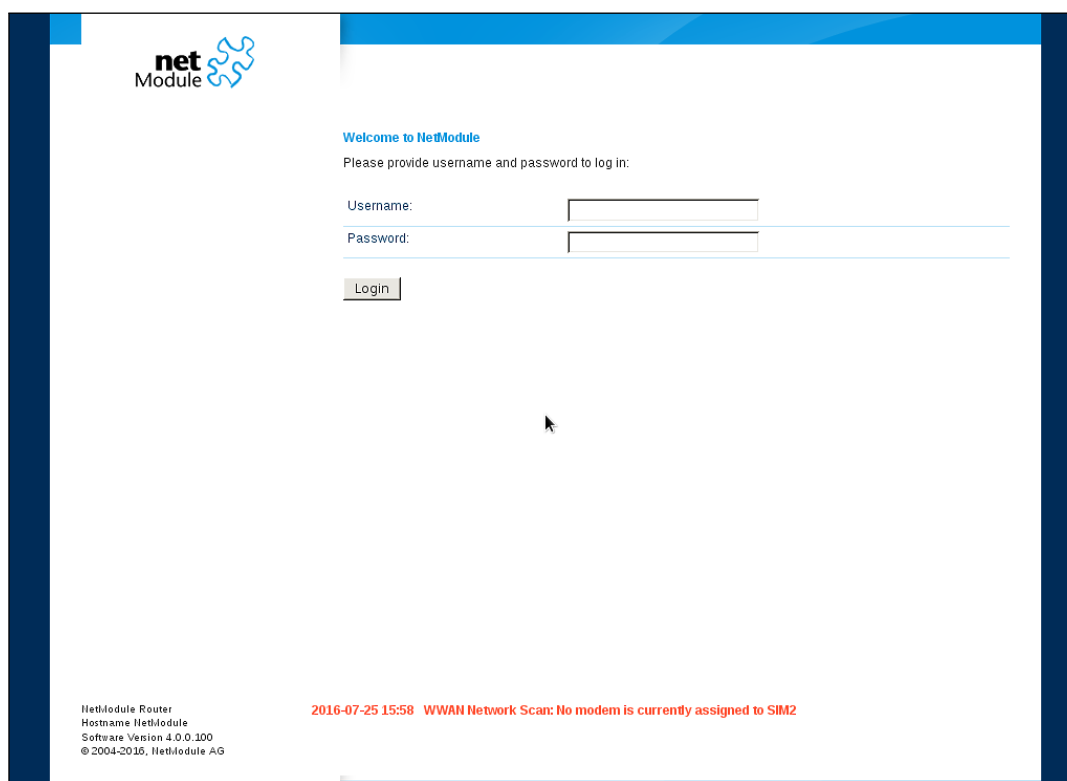 net
Module
Welcome to NetModule
Please provide username and password to log in:
Username:
Password:
Login
NetModule Router
Hostname NetModule
Software Version 4.0.0.100
© 2004-2016, NetModule AG
2016-07-25 15:58 WWAN Network Scan: No modem is currently assigned to SIM2